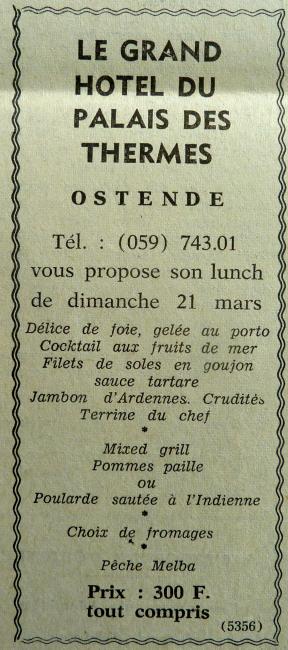 LE GRAND
HOTEL DU
PALAIS DES
THERMES
OSTENDE
Tél. : (059) 743.01
vous propose son lunch
de dimanche 21 mars
Délice de foie, gelée au porto
Cocktail aux fruits de mer
Filets de soles en goujon
sauce tartare
Jambon d'Ardennes. Crudités
Terrine du chef
*
Mixed grill
Pommes paille
ou
Poularde sautée à l'Indienne
*
Choix de fromages
*
Pêche Melba
Prix : 300 F.
tout compris
(5356)